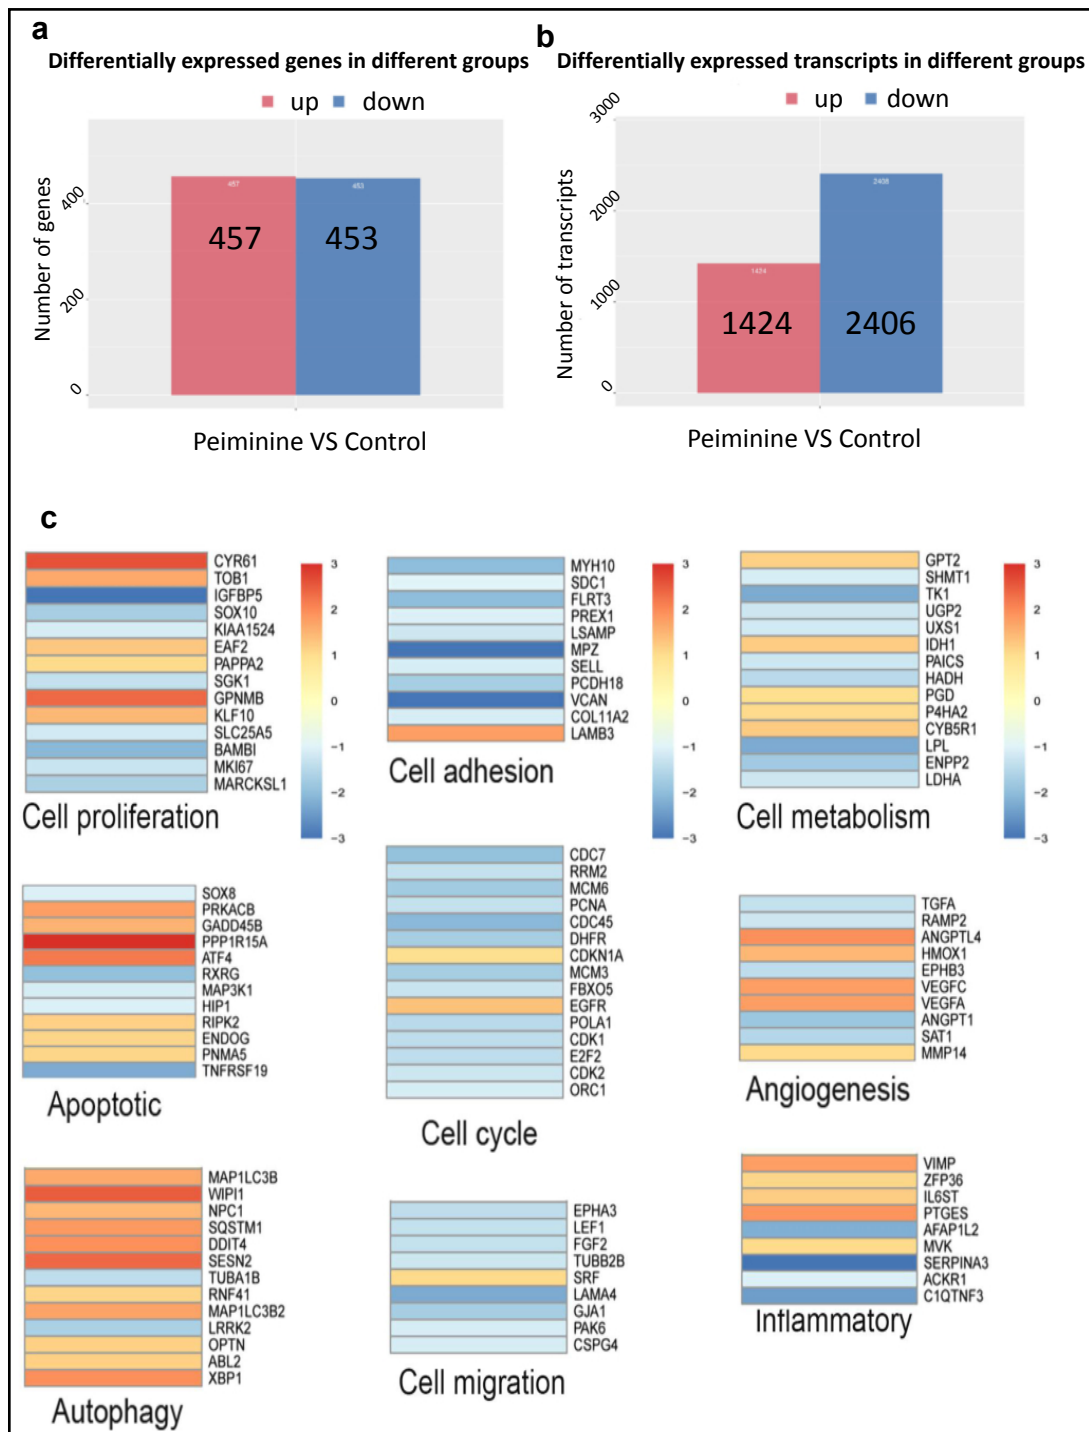 a
Differentially expressed genes in different groups
up down
Number of genes
400
200
0
457
453
457
453
Peiminine VS Control
b
Differentially expressed transcripts in different groups
up down
Number of transcripts
3000
2000
1000
0
1424
2406
1424
2406
Peiminine VS Control
c
CYR61
TOB1
IGFBP5
SOX10
KIAA1524
EAF2
PAPPA2
SGK1
GPNMB
KLF10
SLC25A5
BAMBI
MKI67
MARCKSL1
3
2
1
0
−1
−2
−3
Cell proliferation
MYH10
SDC1
FLRT3
PREX1
LSAMP
MPZ
SELL
PCDH18
VCAN
COL11A2
LAMB3
3
2
1
0
−1
−2
−3
Cell adhesion
GPT2
SHMT1
TK1
UGP2
UXS1
IDH1
PAICS
HADH
PGD
P4HA2
CYB5R1
LPL
ENPP2
LDHA
3
2
1
0
−1
−2
−3
Cell metabolism
SOX8
PRKACB
GADD45B
PPP1R15A
ATF4
RXRG
MAP3K1
HIP1
RIPK2
ENDOG
PNMA5
TNFRSF19
Apoptotic
CDC7
RRM2
MCM6
PCNA
CDC45
DHFR
CDKN1A
MCM3
FBXO5
EGFR
POLA1
CDK1
E2F2
CDK2
ORC1
Cell cycle
TGFA
RAMP2
ANGPTL4
HMOX1
EPHB3
VEGFC
VEGFA
ANGPT1
SAT1
MMP14
Angiogenesis
MAP1LC3B
WIPI1
NPC1
SQSTM1
DDIT4
SESN2
TUBA1B
RNF41
MAP1LC3B2
LRRK2
OPTN
ABL2
XBP1
Autophagy
EPHA3
LEF1
FGF2
TUBB2B
SRF
LAMA4
GJA1
PAK6
CSPG4
Cell migration
VIMP
ZFP36
IL6ST
PTGES
AFAP1L2
MVK
SERPINA3
ACKR1
C1QTNF3
Inflammatory